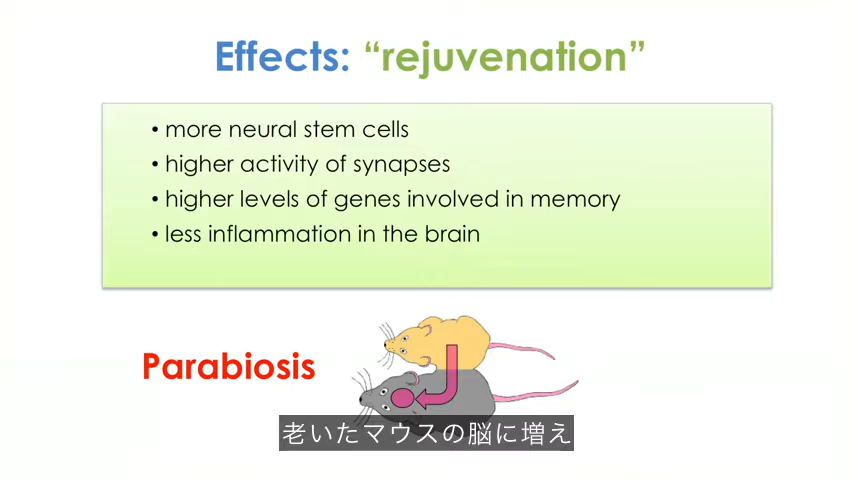 Effects: “rejuvenation”
• more neural stem cells
• higher activity of synapses
• higher levels of genes involved in memory
• less inflammation in the brain
Parabiosis
老いたマウスの脳に増え